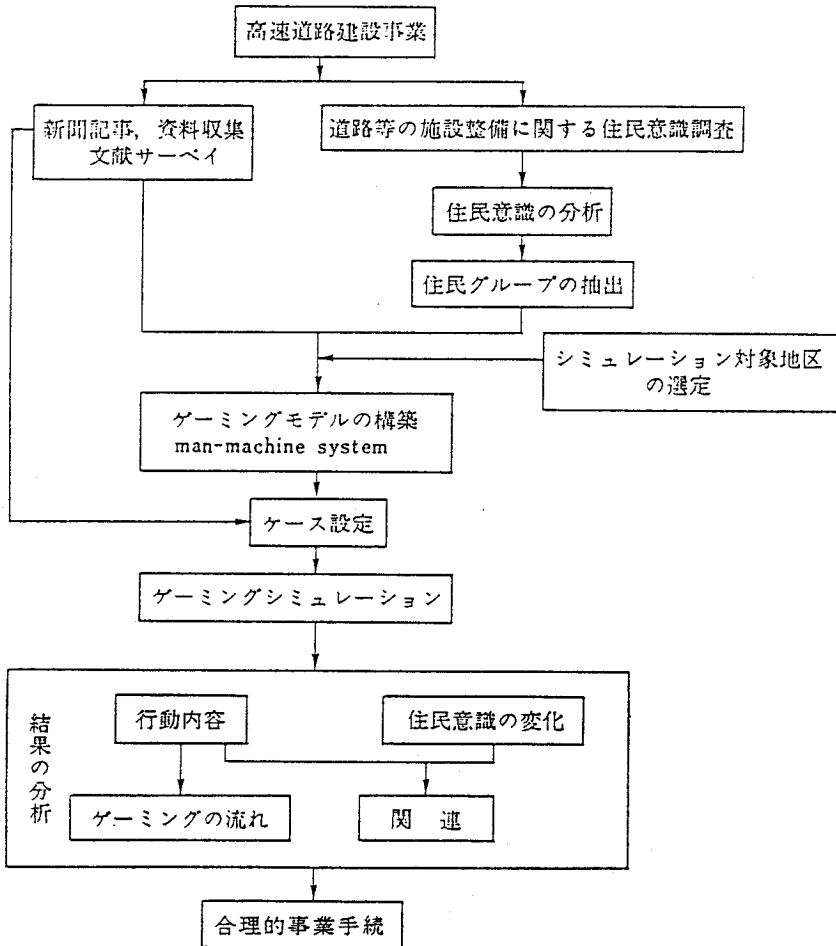 高速道路建設事業
新聞記事，資料収集
文献サーベイ
道路等の施設整備に関する住民意識調査
住民意識の分析
住民グループの抽出
シミュレーション対象地区
の選定
ゲーミングモデルの構築
man-machine system
ケース設定
ゲーミングシミュレーション
結果の分析
行動内容
住民意識の変化
ゲーミングの流れ
関　連
合理的事業手続